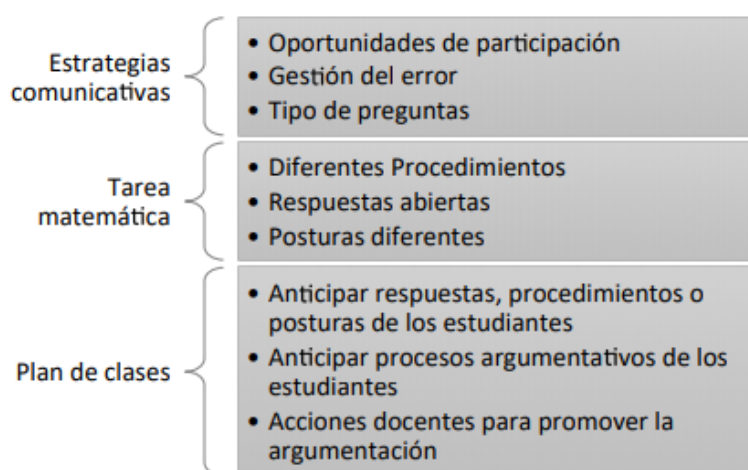 Estrategias
comunicativas
• Oportunidades de participación
• Gestión del error
• Tipo de preguntas
Tarea
matemática
• Diferentes Procedimientos
• Respuestas abiertas
• Posturas diferentes
Plan de clases
• Anticipar respuestas, procedimientos o
posturas de los estudiantes
• Anticipar procesos argumentativos de los
estudiantes
• Acciones docentes para promover la
argumentación